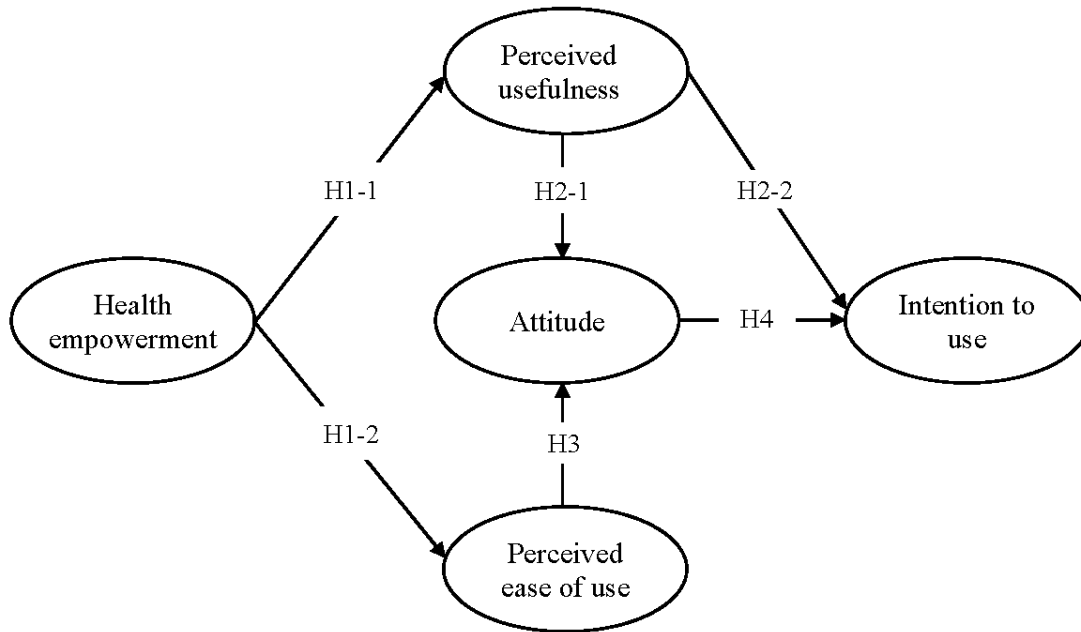 Perceived
usefulness
H1-1
H2-1
H2-2
Health
empowerment
Attitude
H4
Intention to
use
H1-2
H3
Perceived
ease of use